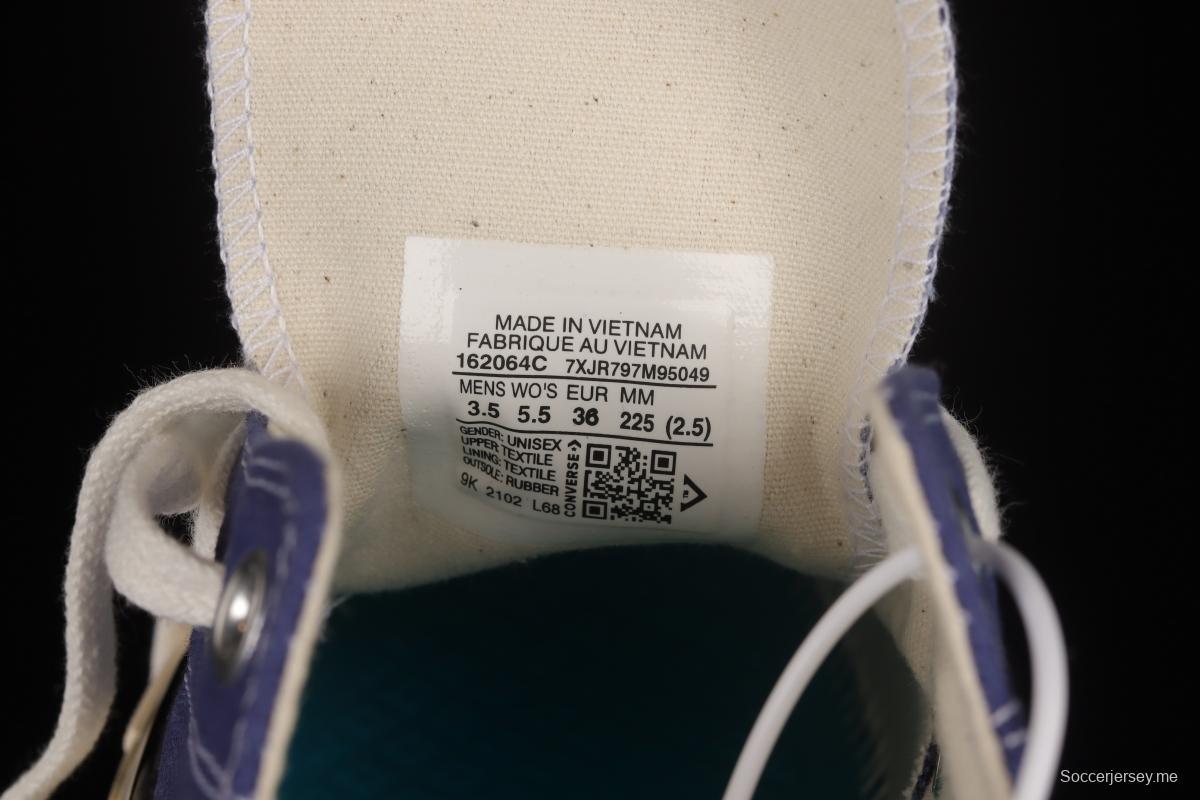 MADE IN VIETNAM
FABRIQUE AU VIETNAM
162064C 7XJR797M95049
MENS WO'S EUR MM
3.5 5.5 36 225 (2.5)
GENDER: UNISEX
UPPER: TEXTILE
LINING: TEXTILE
OUTSOLE: RUBBER
9K 2102 L68
CONVERSE
Soccerjersey.me